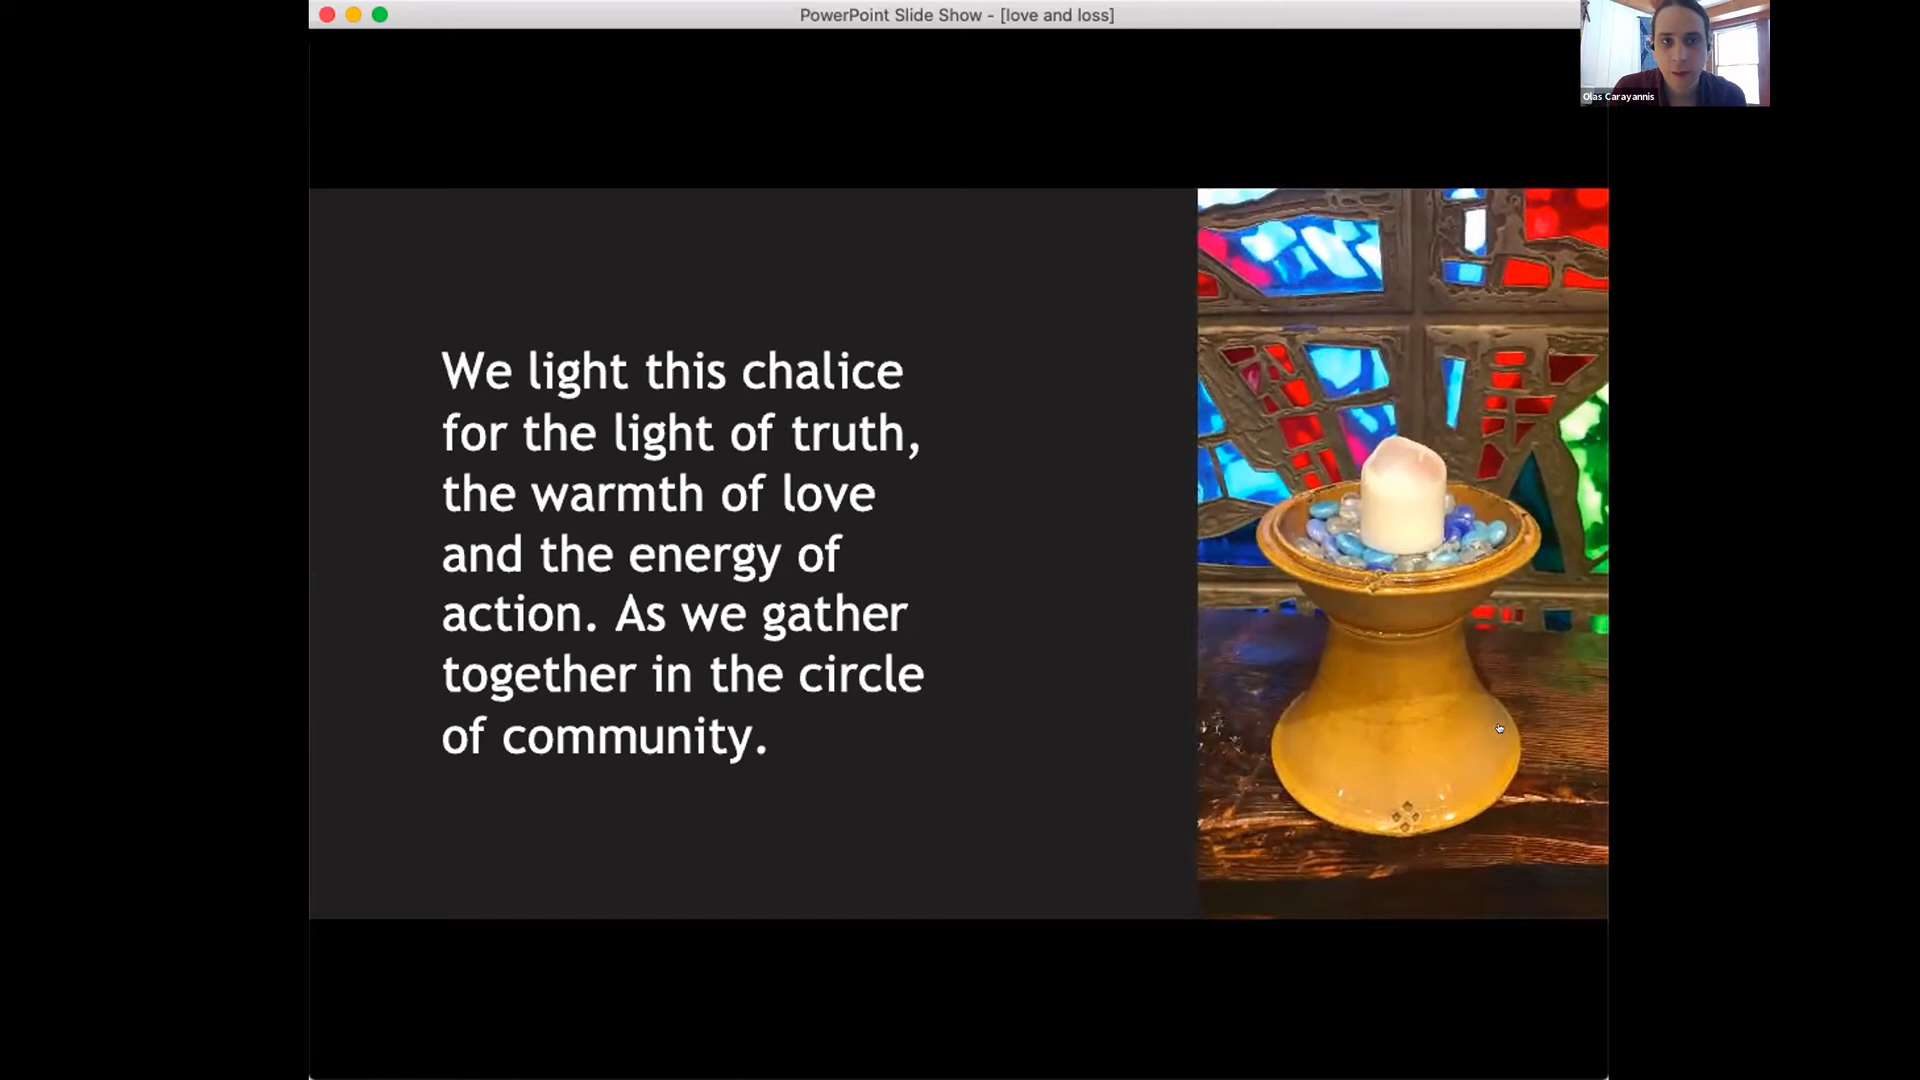 PowerPoint Slide Show - [love and loss]
Olas Carayannis
We light this chalice
for the light of truth,
the warmth of love
and the energy of
action. As we gather
together in the circle
of community.